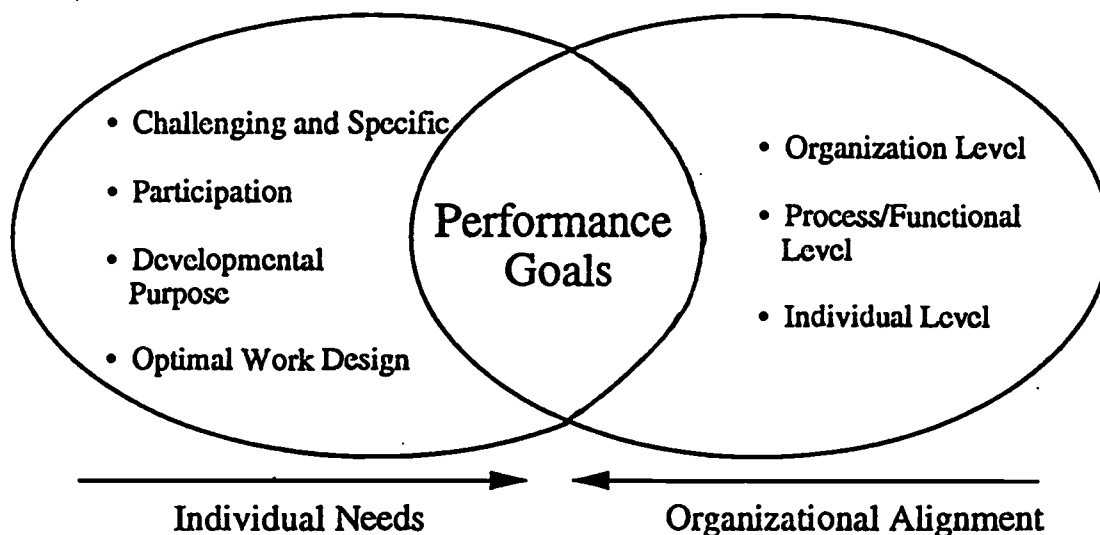 • Challenging and Specific
• Participation
• Developmental
Purpose
• Optimal Work Design
Performance
Goals
• Organization Level
• Process/Functional
Level
• Individual Level
Individual Needs
Organizational Alignment